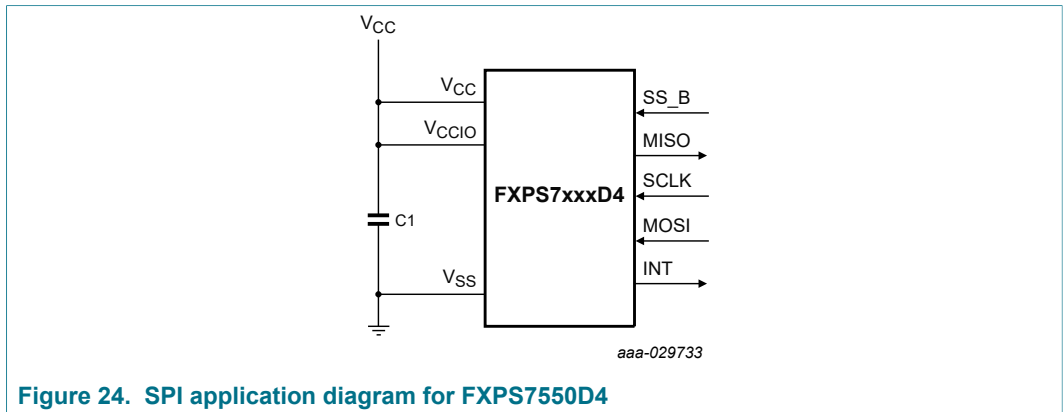 VCC
VCC
SS_B
VCCIO
MISO
FXPS7xxxD4
SCLK
C1
MOSI
VSS
INT
aaa-029733
Figure 24. SPI application diagram for FXPS7550D4